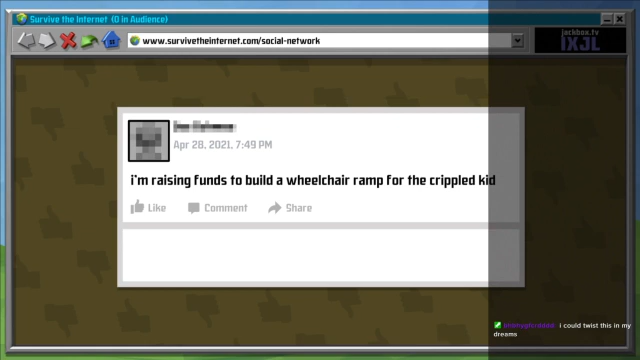 Survive the Internet (0 in Audience)
www.survivetheinternet.com/social-network
jackbox.tv
IXJL
Apr 28, 2021, 7:49 PM
i'm raising funds to build a wheelchair ramp for the crippled kid
Like
Comment
Share
i could twist this in my
dreams